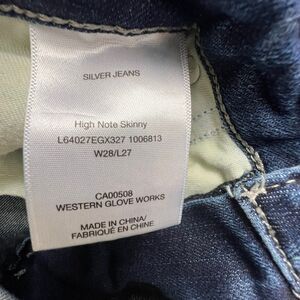 SILVER JEANS
High Note Skinny
L64027EGX327 1006813
W28/L27
CA00508
WESTERN GLOVE WORKS
MADE IN CHINA/
FABRIQUÉ EN CHINE